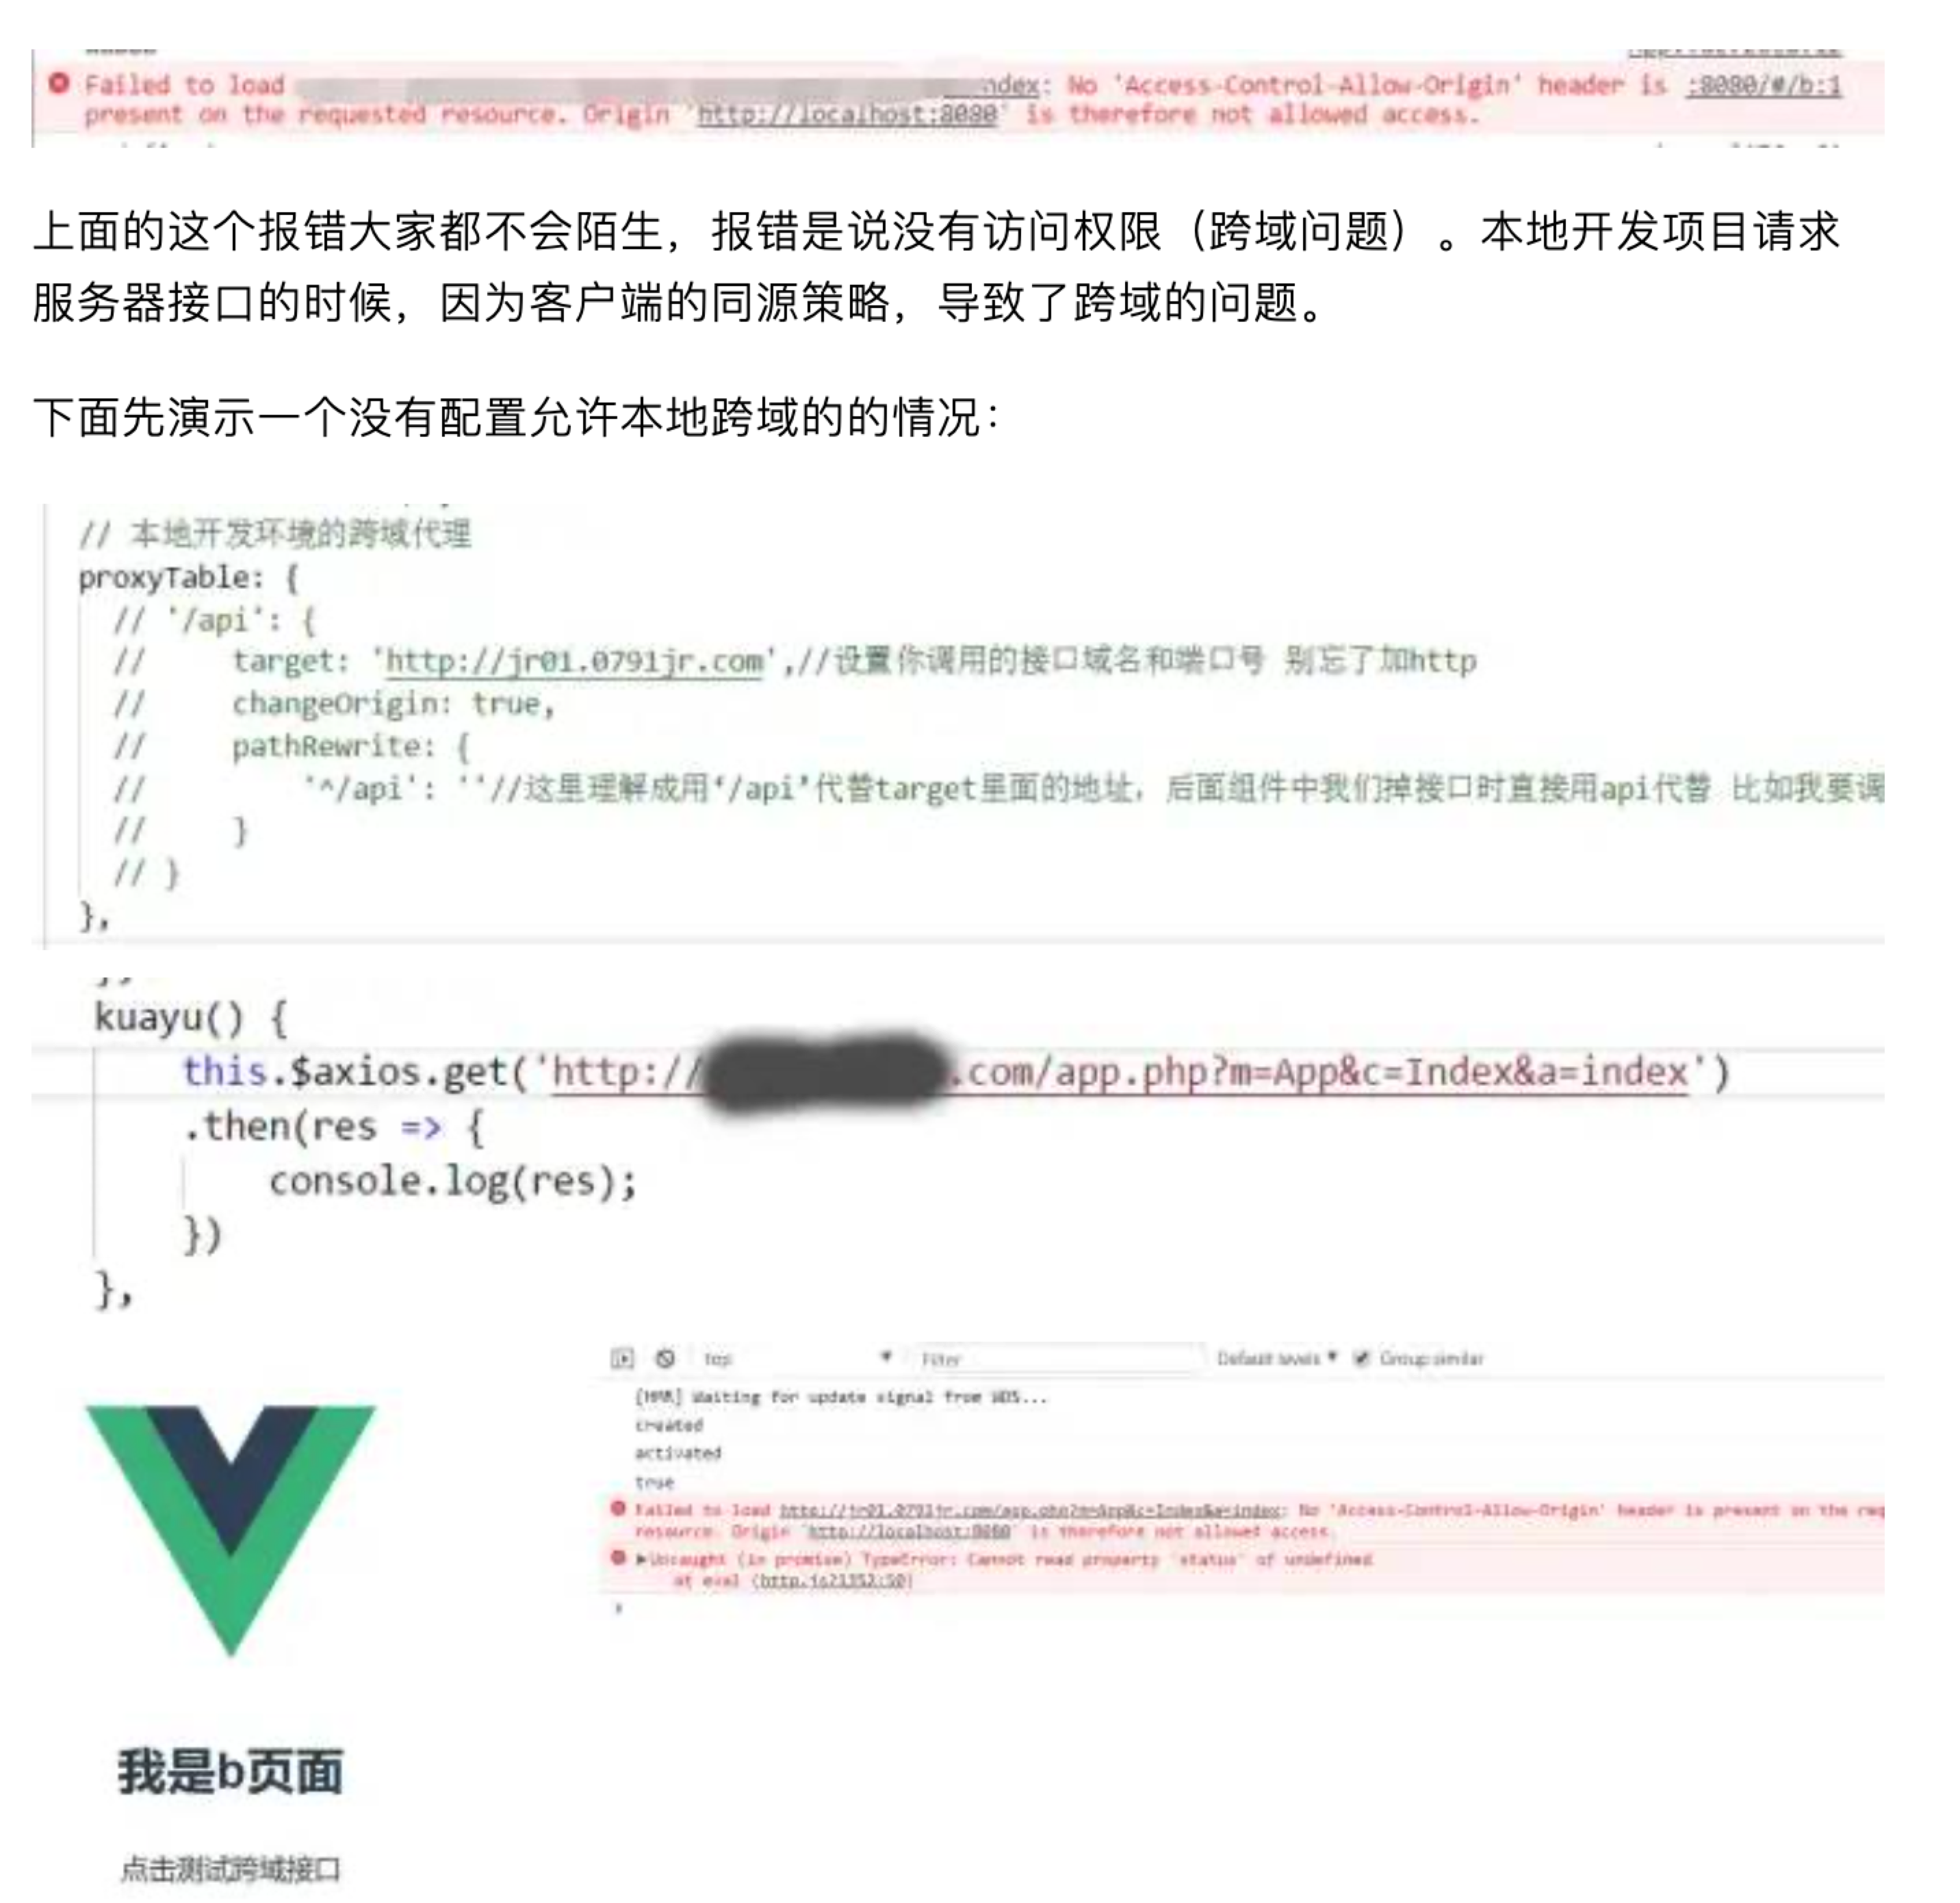 Failed to load ndex: No 'Access-Control-Allow-Origin' header is :8080/#/b:1
present on the requested resource. Origin 'http://localhost:8080' is therefore not allowed access.
上面的这个报错大家都不会陌生，报错是说没有访问权限（跨域问题）。本地开发项目请求
服务器接口的时候，因为客户端的同源策略，导致了跨域的问题。
下面先演示一个没有配置允许本地跨域的的情况：
// 本地开发环境的跨域代理
proxyTable: {
// '/api': {
// target: 'http://jr01.0791jr.com',//设置你调用的接口域名和端口号 别忘了加http
// changeOrigin: true,
// pathRewrite: {
// '^/api': ''//这里理解成用‘/api’代替target里面的地址，后面组件中我们掉接口时直接用api代替 比如我要调
// }
// }
},
kuayu() {
this.$axios.get('http:// .com/app.php?m=App&c=Index&a=index')
.then(res => {
console.log(res);
})
},
top Filter Default levels Group similar
[HMR] Waiting for update signal from WDS...
created
activated
true
Failed to load http://jr01.0791jr.com/app.php?m=App&c=Index&a=index: No 'Access-Control-Allow-Origin' header is present on the req
resource. Origin 'http://localhost:8080' is therefore not allowed access.
Uncaught (in promise) TypeError: Cannot read property 'status' of undefined
at eval (http.js?1352:50)
我是b页面
点击测试跨域接口